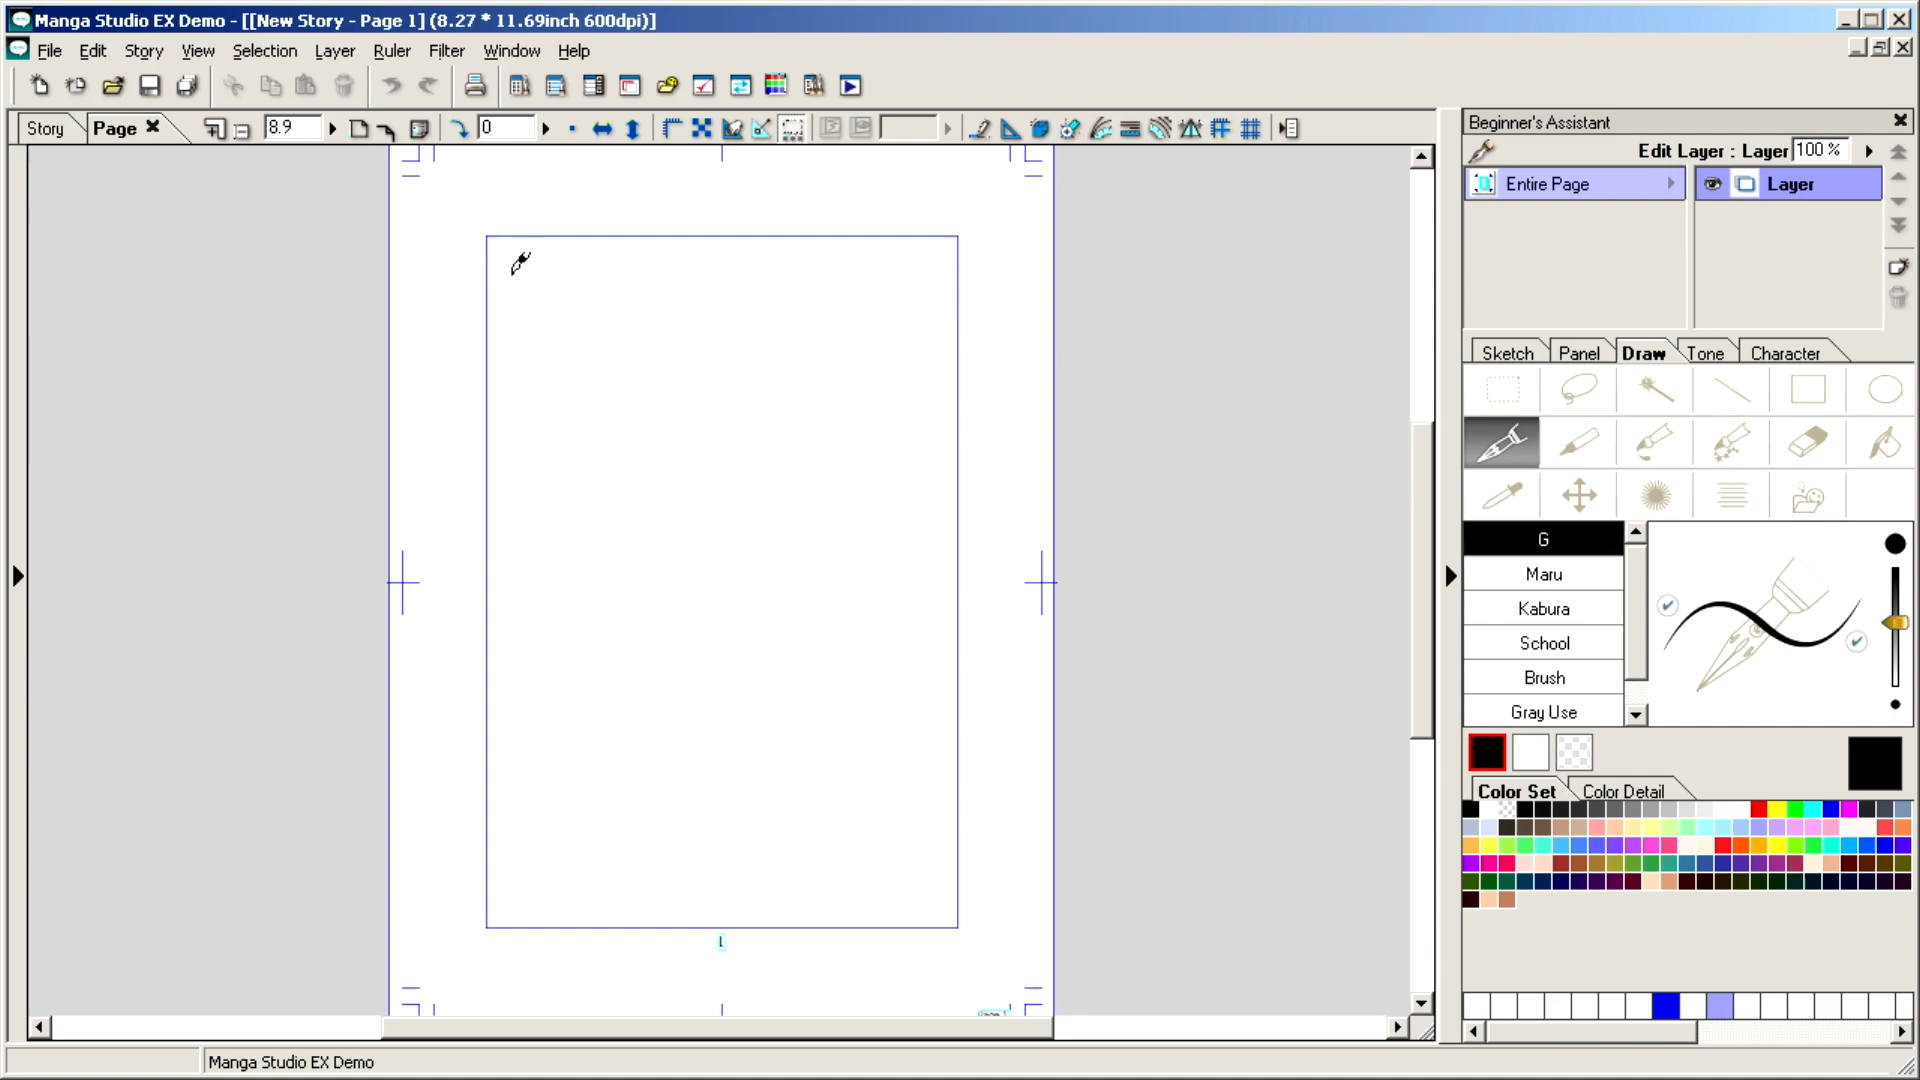 Manga Studio EX Demo - [[New Story - Page 1] (8.27 * 11.69inch 600dpi)]
File Edit Story View Selection Layer Ruler Filter Window Help
Story Page 8.9 0
Beginner's Assistant
Edit Layer : Layer 100 %
Entire Page Layer
Sketch Panel Draw Tone Character
G
Maru
Kabura
School
Brush
Gray Use
Color Set Color Detail
1
Manga Studio EX Demo